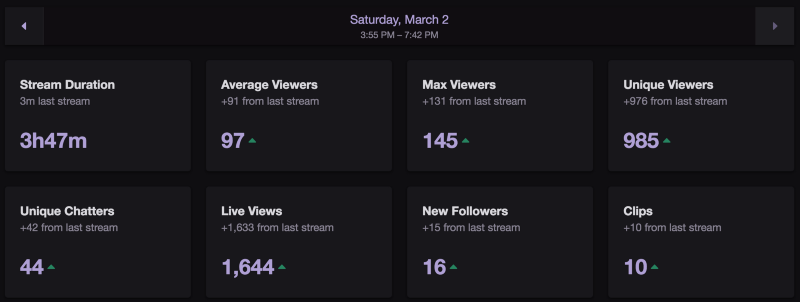 Saturday, March 2
3:55 PM – 7:42 PM
Stream Duration
3m last stream
3h47m
Average Viewers
+91 from last stream
97
Max Viewers
+131 from last stream
145
Unique Viewers
+976 from last stream
985
Unique Chatters
+42 from last stream
44
Live Views
+1,633 from last stream
1,644
New Followers
+15 from last stream
16
Clips
+10 from last stream
10